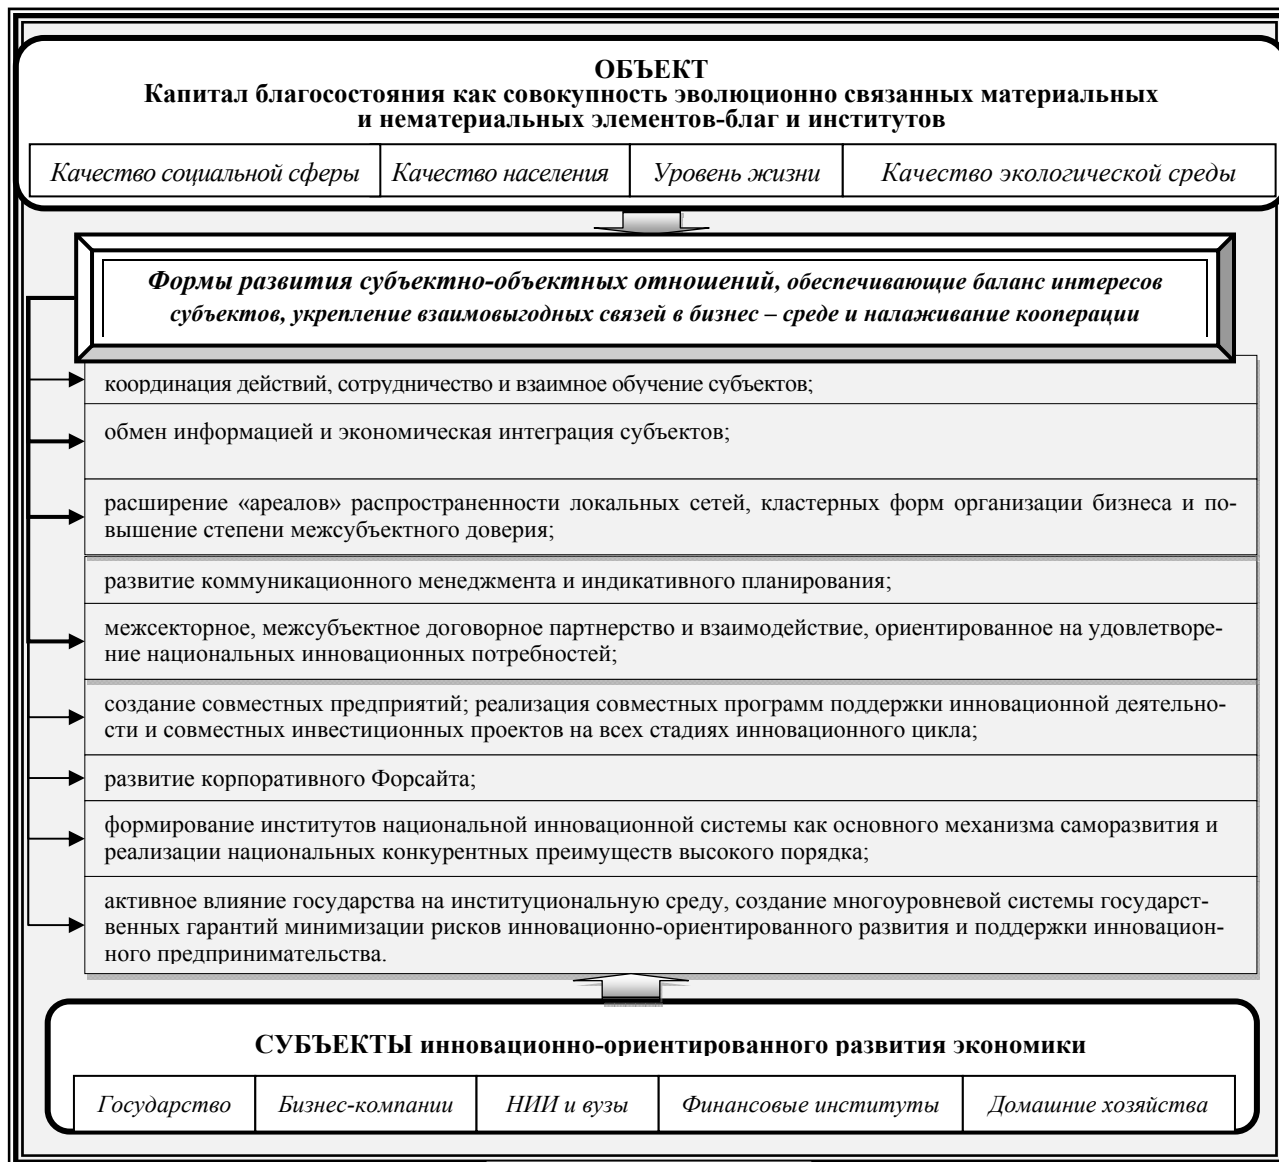 ОБЪЕКТ
Капитал благосостояния как совокупность эволюционно связанных материальных
и нематериальных элементов-благ и институтов
Качество социальной сферы
Качество населения
Уровень жизни
Качество экологической среды
Формы развития субъектно-объектных отношений, обеспечивающие баланс интересов
субъектов, укрепление взаимовыгодных связей в бизнес – среде и налаживание кооперации
координация действий, сотрудничество и взаимное обучение субъектов;
обмен информацией и экономическая интеграция субъектов;
расширение «ареалов» распространенности локальных сетей, кластерных форм организации бизнеса и по-
вышение степени межсубъектного доверия;
развитие коммуникационного менеджмента и индикативного планирования;
межсекторное, межсубъектное договорное партнерство и взаимодействие, ориентированное на удовлетворе-
ние национальных инновационных потребностей;
создание совместных предприятий; реализация совместных программ поддержки инновационной деятельно-
сти и совместных инвестиционных проектов на всех стадиях инновационного цикла;
развитие корпоративного Форсайта;
формирование институтов национальной инновационной системы как основного механизма саморазвития и
реализации национальных конкурентных преимуществ высокого порядка;
активное влияние государства на институциональную среду, создание многоуровневой системы государст-
венных гарантий минимизации рисков инновационно-ориентированного развития и поддержки инновацион-
ного предпринимательства.
СУБЪЕКТЫ инновационно-ориентированного развития экономики
Государство
Бизнес-компании
НИИ и вузы
Финансовые институты
Домашние хозяйства